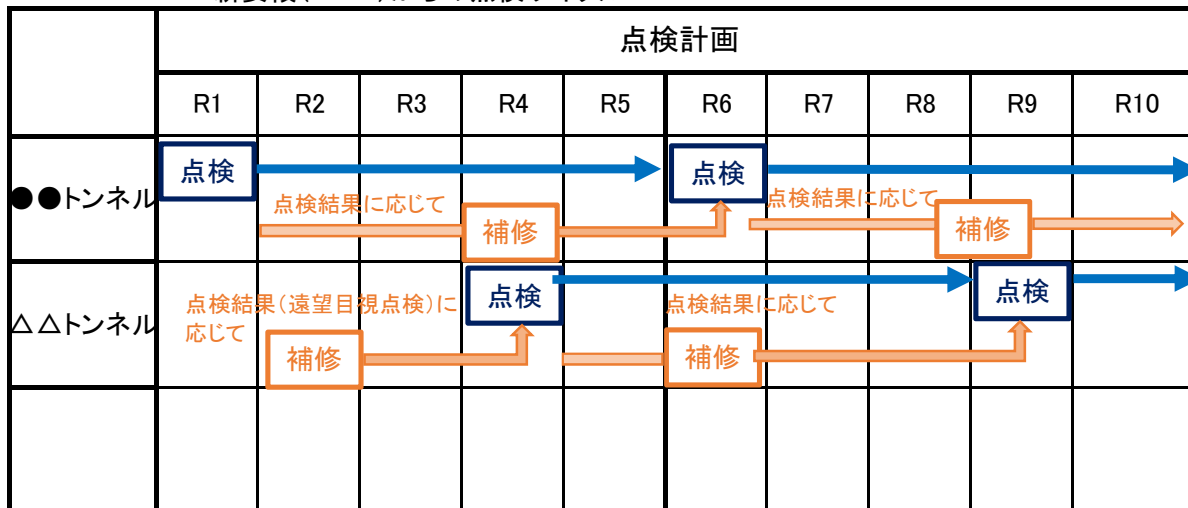 点検計画
R1 R2 R3 R4 R5 R6 R7 R8 R9 R10
●●トンネル
点検
点検
点検結果に応じて
点検結果に応じて
補修
補修
△△トンネル
点検
点検
点検結果(遠望目視点検)に
応じて
点検結果に応じて
補修
補修